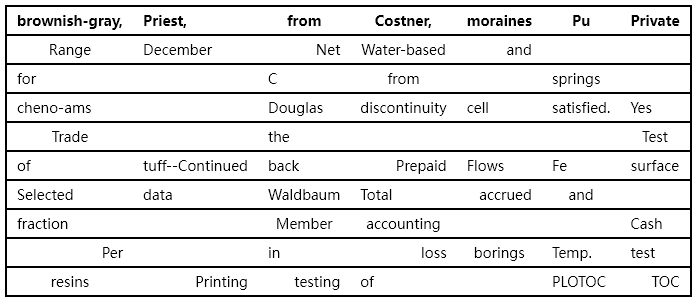 brownish-gray, Priest, from Costner, moraines Pu Private
Range December Net Water-based and
for C from springs
cheno-ams Douglas discontinuity cell satisfied. Yes
Trade the Test
of tuff--Continued back Prepaid Flows Fe surface
Selected data Waldbaum Total accrued and
fraction Member accounting Cash
Per in loss borings Temp. test
resins Printing testing of PLOTOC TOC